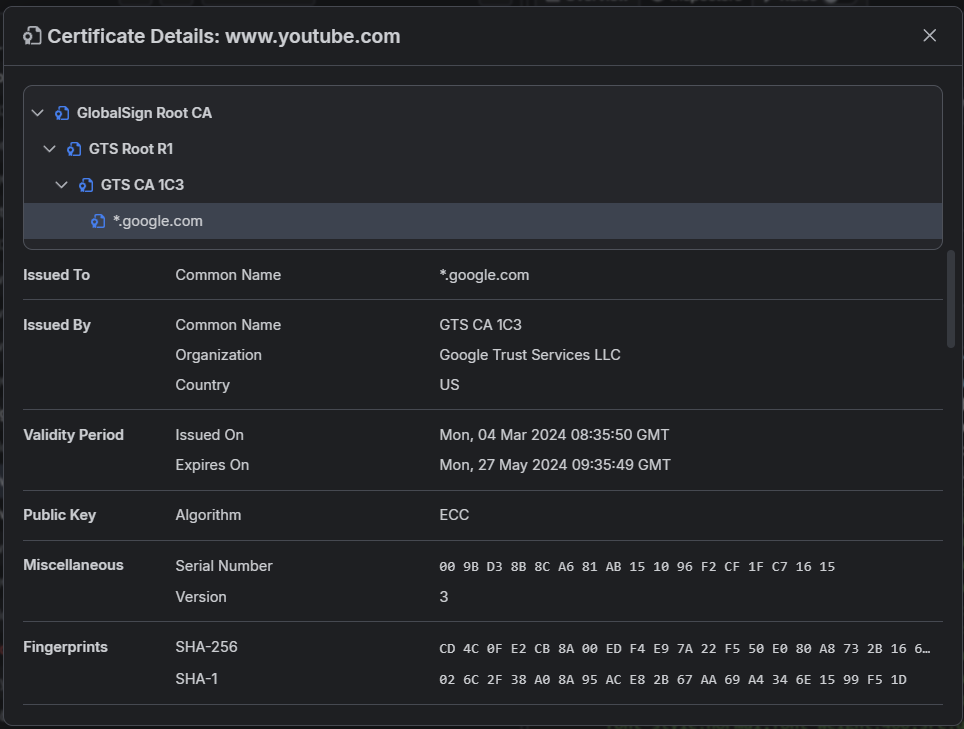 Certificate Details: www.youtube.com
GlobalSign Root CA
GTS Root R1
GTS CA 1C3
*.google.com
Issued To Common Name *.google.com
Issued By Common Name GTS CA 1C3
Organization Google Trust Services LLC
Country US
Validity Period Issued On Mon, 04 Mar 2024 08:35:50 GMT
Expires On Mon, 27 May 2024 09:35:49 GMT
Public Key Algorithm ECC
Miscellaneous Serial Number 00 9B D3 8B 8C A6 81 AB 15 10 96 F2 CF 1F C7 16 15
Version 3
Fingerprints SHA-256 CD 4C 0F E2 CB 8A 00 ED F4 E9 7A 22 F5 50 E0 80 A8 73 2B 16 6…
SHA-1 02 6C 2F 38 A0 8A 95 AC E8 2B 67 AA 69 A4 34 6E 15 99 F5 1D